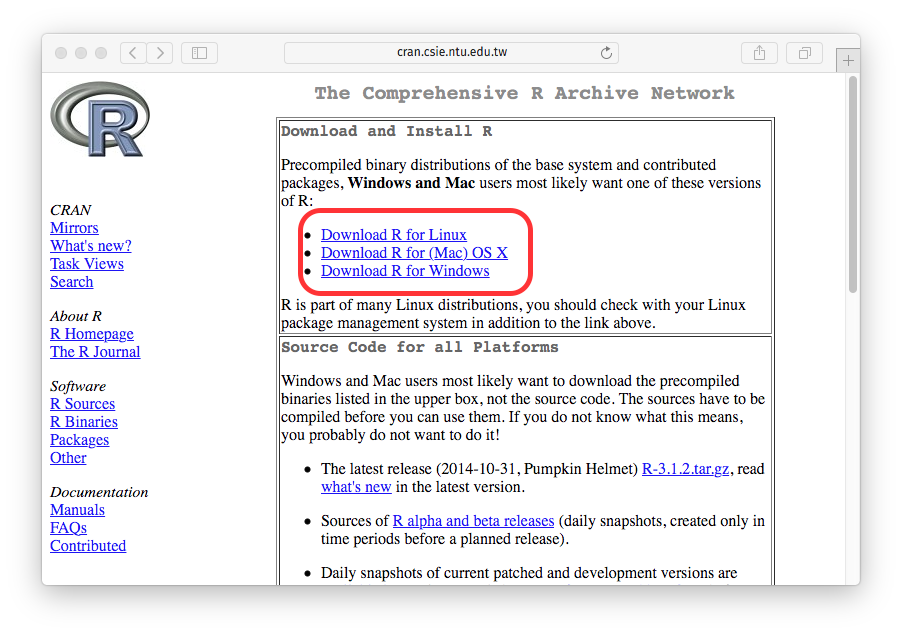 cran.csie.ntu.edu.tw
R
CRAN
Mirrors
What's new?
Task Views
Search
About R
R Homepage
The R Journal
Software
R Sources
R Binaries
Packages
Other
Documentation
Manuals
FAQs
Contributed
The Comprehensive R Archive Network
Download and Install R
Precompiled binary distributions of the base system and contributed
packages, Windows and Mac users most likely want one of these versions
of R:
• Download R for Linux
• Download R for (Mac) OS X
• Download R for Windows
R is part of many Linux distributions, you should check with your Linux
package management system in addition to the link above.
Source Code for all Platforms
Windows and Mac users most likely want to download the precompiled
binaries listed in the upper box, not the source code. The sources have to be
compiled before you can use them. If you do not know what this means,
you probably do not want to do it!
• The latest release (2014-10-31, Pumpkin Helmet) R-3.1.2.tar.gz, read
what's new in the latest version.
• Sources of R alpha and beta releases (daily snapshots, created only in
time periods before a planned release).
• Daily snapshots of current patched and development versions are